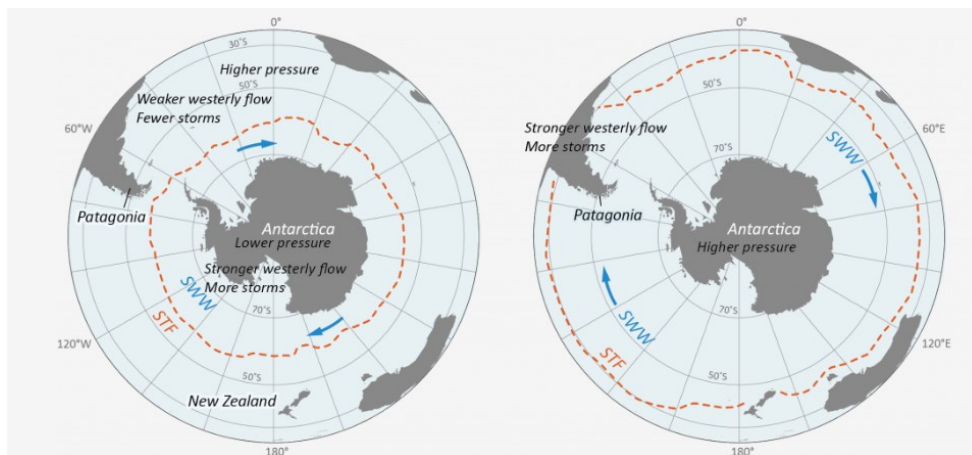 0°
30°S
Higher pressure
50°S
Weaker westerly flow
Fewer storms
60°W
Patagonia
Antarctica
Lower pressure
Stronger westerly flow
More storms
SWW
70°S
STF
120°W
50°S
New Zealand
180°
0°
50°S
Stronger westerly flow
More storms
SWW
60°E
70°S
Patagonia
Antarctica
Higher pressure
70°S
SWW
STF
120°E
50°S
180°